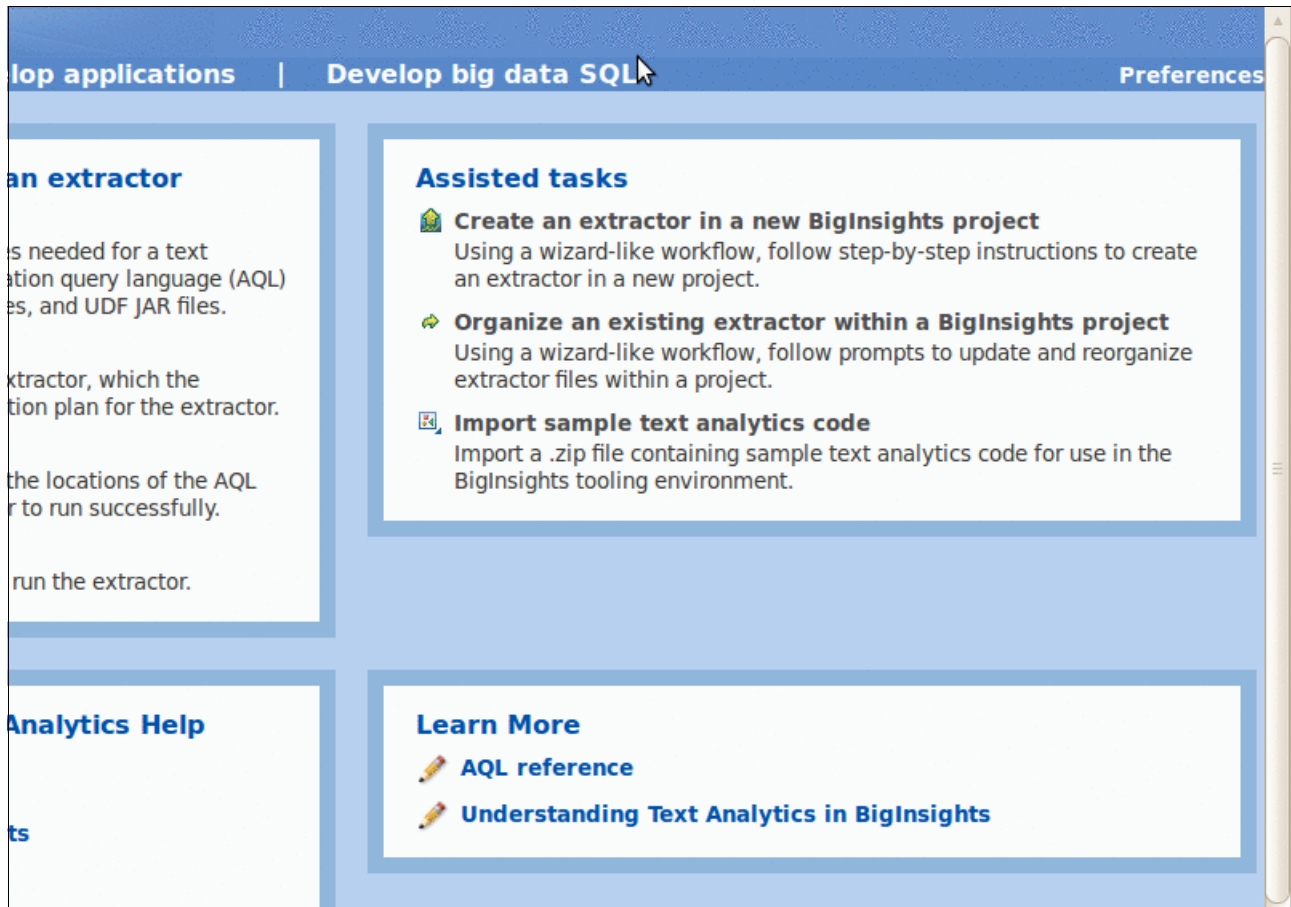 lop applications | Develop big data SQL Preferences
an extractor
s needed for a text
ation query language (AQL)
es, and UDF JAR files.
xtractor, which the
tion plan for the extractor.
the locations of the AQL
r to run successfully.
run the extractor.
Assisted tasks
Create an extractor in a new BigInsights project
Using a wizard-like workflow, follow step-by-step instructions to create
an extractor in a new project.
Organize an existing extractor within a BigInsights project
Using a wizard-like workflow, follow prompts to update and reorganize
extractor files within a project.
Import sample text analytics code
Import a .zip file containing sample text analytics code for use in the
BigInsights tooling environment.
Analytics Help
ts
Learn More
AQL reference
Understanding Text Analytics in BigInsights